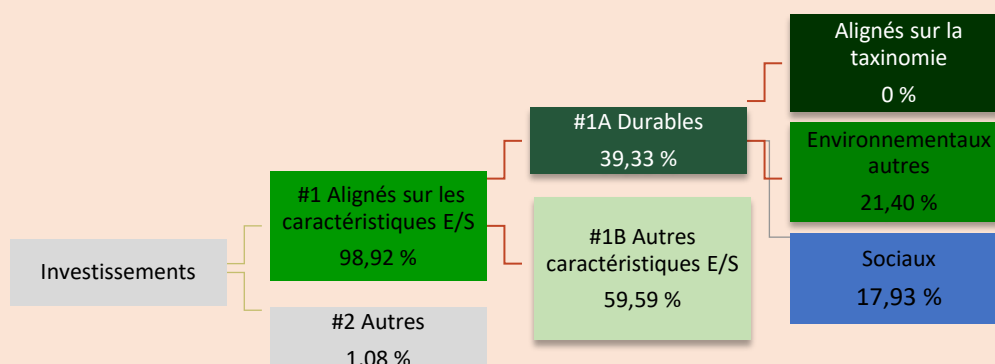 Investissements
#1 Alignés sur les
caractéristiques E/S
98,92 %
#2 Autres
1,08 %
#1A Durables
39,33 %
#1B Autres
caractéristiques E/S
59,59 %
Alignés sur la
taxinomie
0 %
Environnementaux
autres
21,40 %
Sociaux
17,93 %